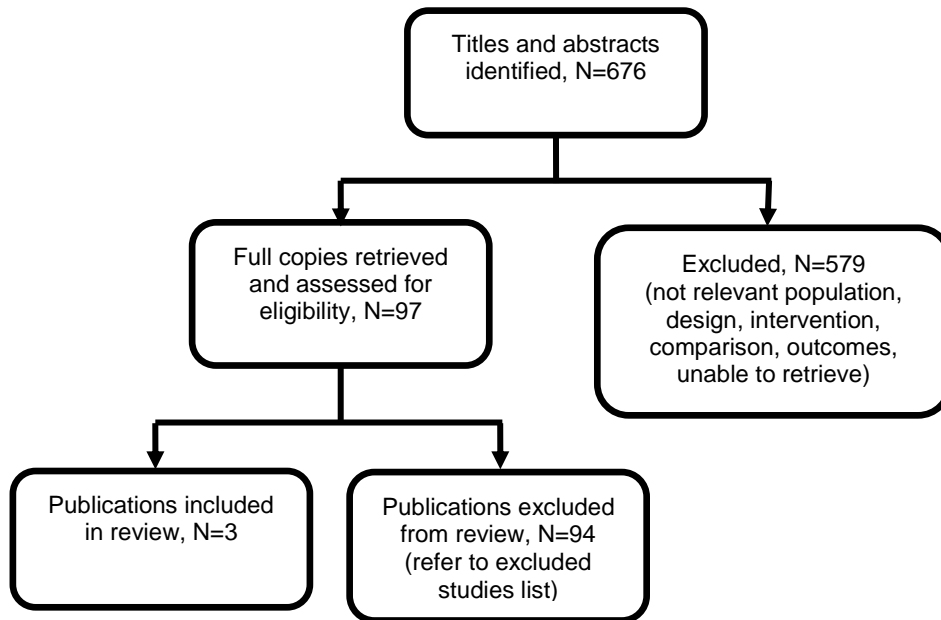 Titles and abstracts
identified, N=676
Full copies retrieved
and assessed for
eligibility, N=97
Excluded, N=579
(not relevant population,
design, intervention,
comparison, outcomes,
unable to retrieve)
Publications included
in review, N=3
Publications excluded
from review, N=94
(refer to excluded
studies list)